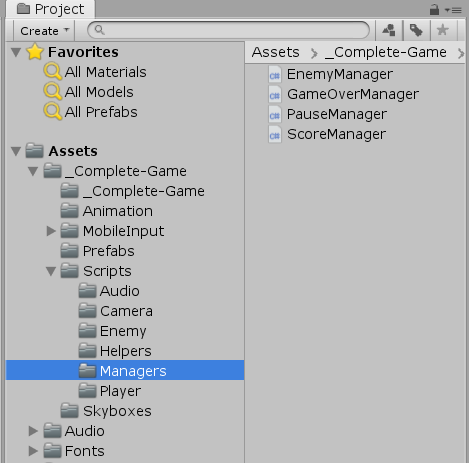 Project
Create
Favorites
All Materials
All Models
All Prefabs
Assets
_Complete-Game
_Complete-Game
Animation
MobileInput
Prefabs
Scripts
Audio
Camera
Enemy
Helpers
Managers
Player
Skyboxes
Audio
Fonts
Assets _Complete-Game
C# EnemyManager
C# GameOverManager
C# PauseManager
C# ScoreManager